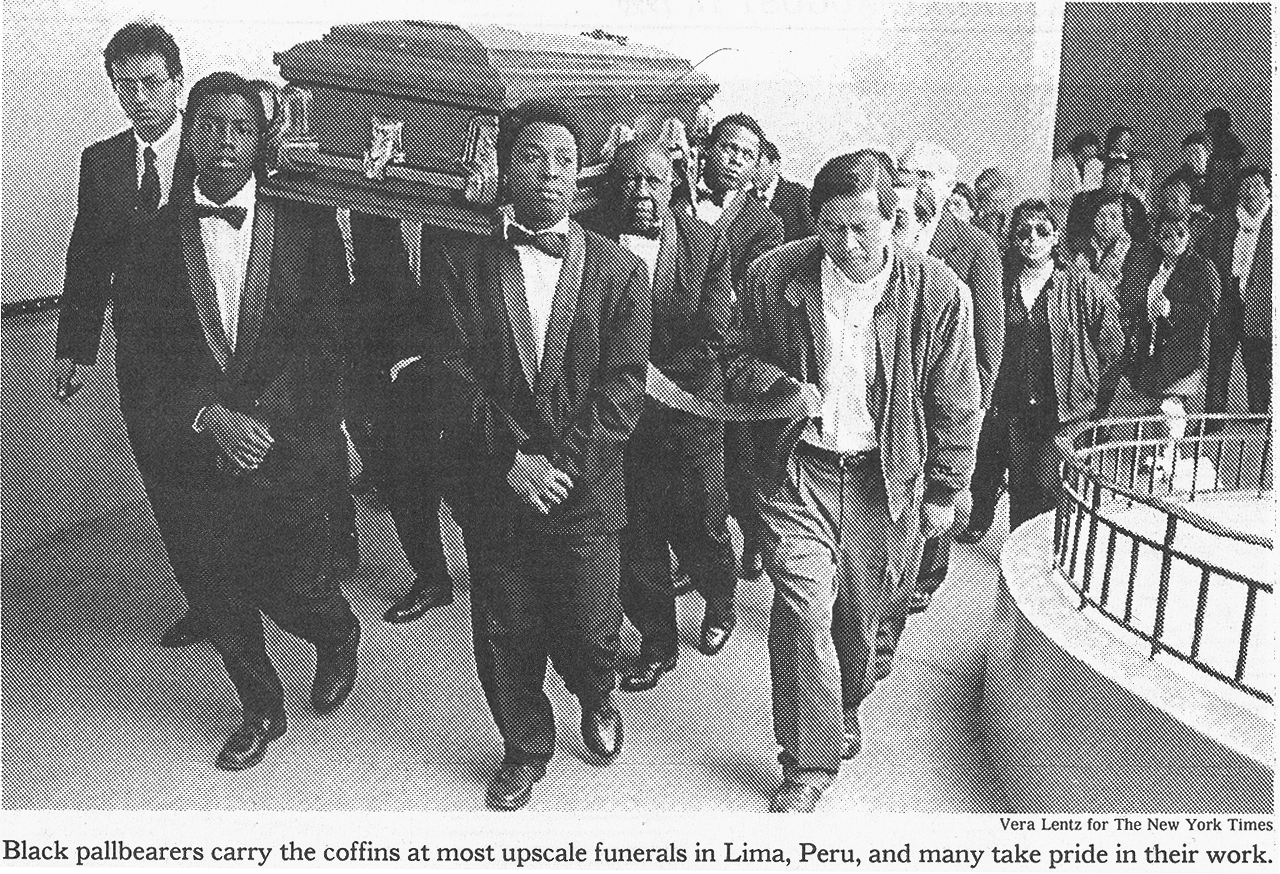 Vera Lentz for The New York Times
Black pallbearers carry the coffins at most upscale funerals in Lima, Peru, and many take pride in their work.